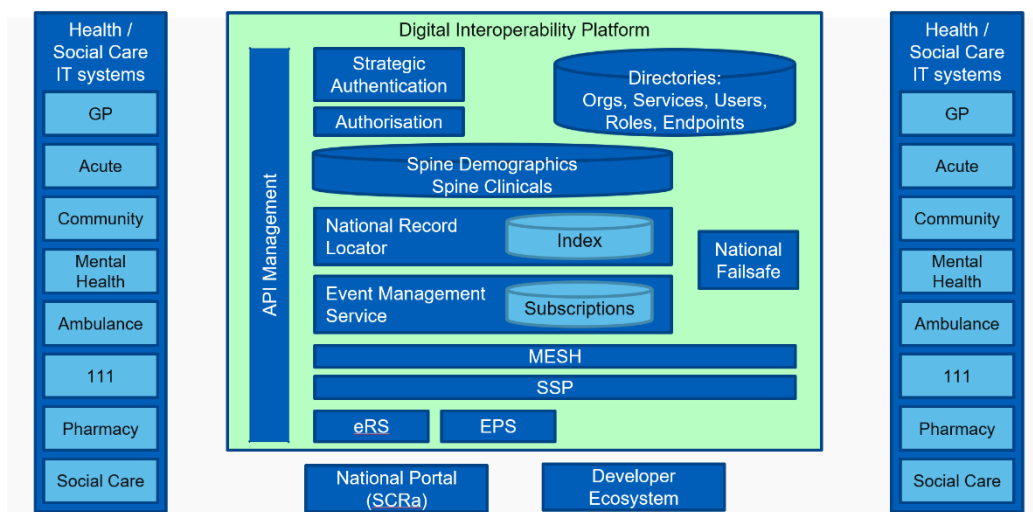 Health /
Social Care
IT systems
GP
Acute
Community
Mental
Health
Ambulance
111
Pharmacy
Social Care
Digital Interoperability Platform
API Management
Strategic
Authentication
Authorisation
Directories:
Orgs, Services, Users,
Roles, Endpoints
Spine Demographics
Spine Clinicals
National Record
Locator
Index
National
Failsafe
Event Management
Service
Subscriptions
MESH
SSP
eRS
EPS
National Portal
(SCRa)
Developer
Ecosystem
Health /
Social Care
IT systems
GP
Acute
Community
Mental
Health
Ambulance
111
Pharmacy
Social Care